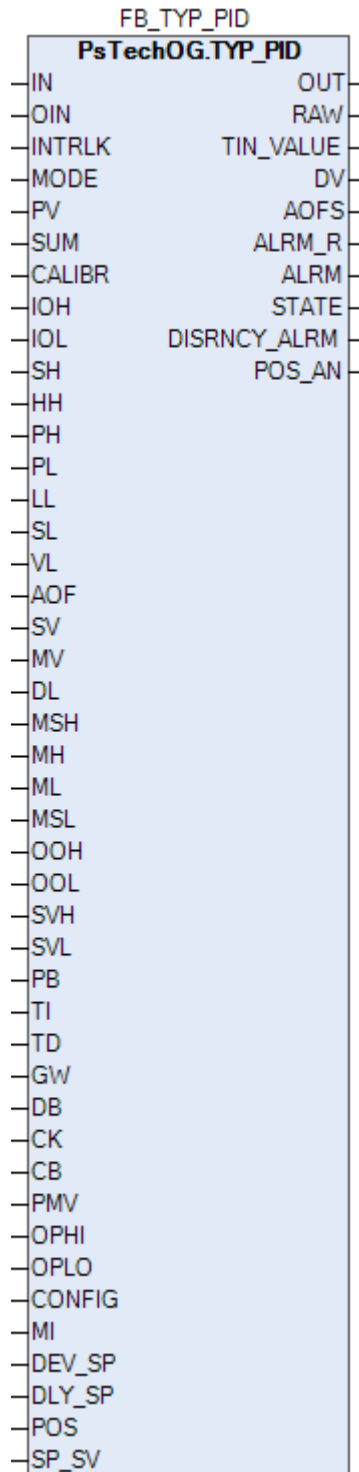 FB_TYP_PID
PsTechOG.TYP_PID
IN OUT
OIN RAW
INTRLK TIN_VALUE
MODE DV
PV AOFS
SUM ALRM_R
CALIBR ALRM
IOH STATE
IOL DISRNCY_ALRM
SH POS_AN
HH
PH
PL
LL
SL
VL
AOF
SV
MV
DL
MSH
MH
ML
MSL
OOH
OOL
SVH
SVL
PB
TI
TD
GW
DB
CK
CB
PMV
OPHI
OPLO
CONFIG
MI
DEV_SP
DLY_SP
POS
SP_SV